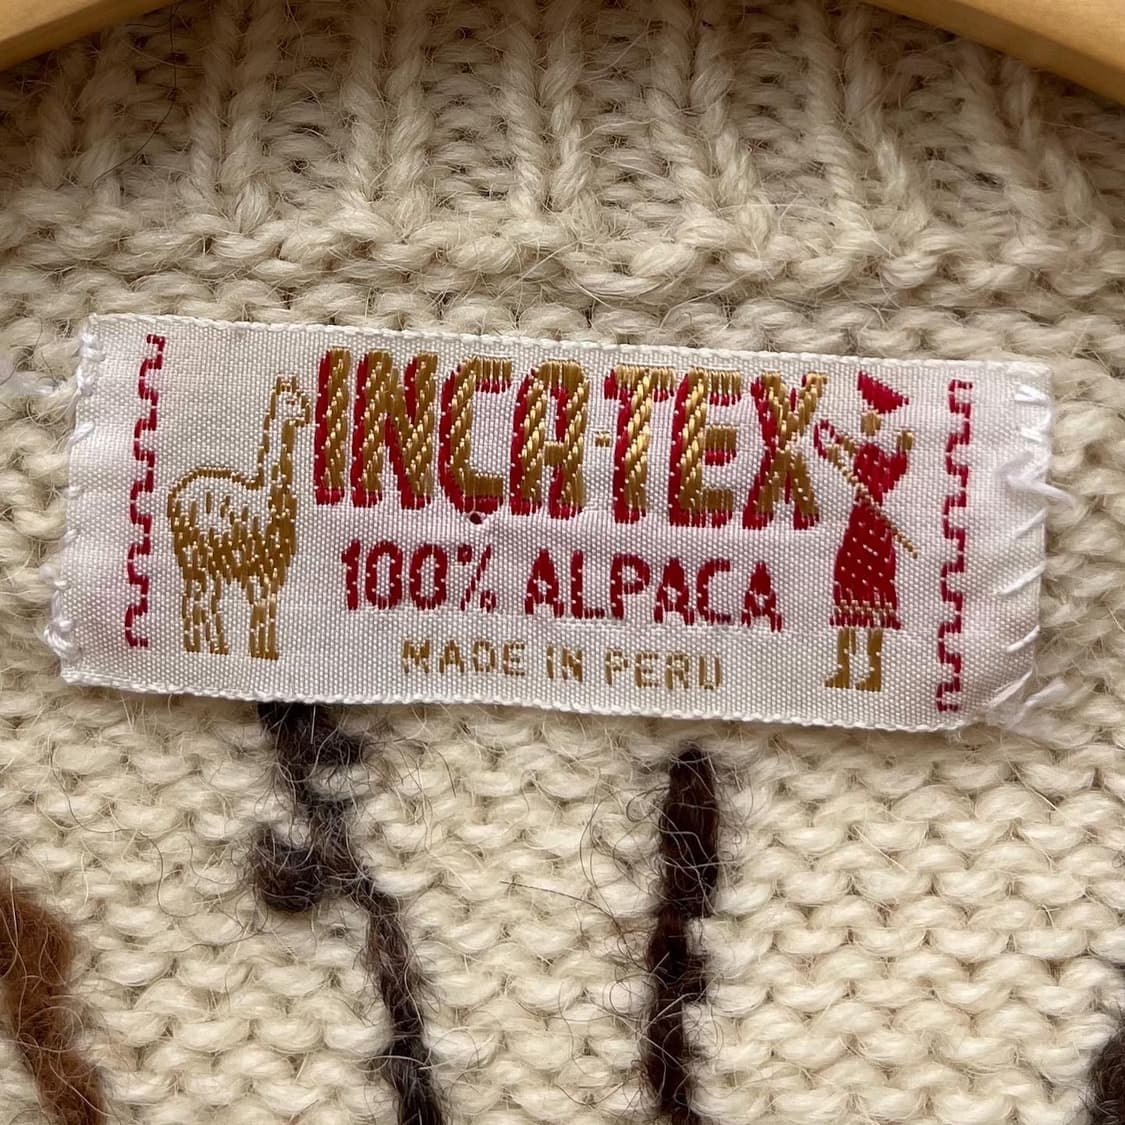 INCA-TEX
100% ALPACA
MADE IN PERU